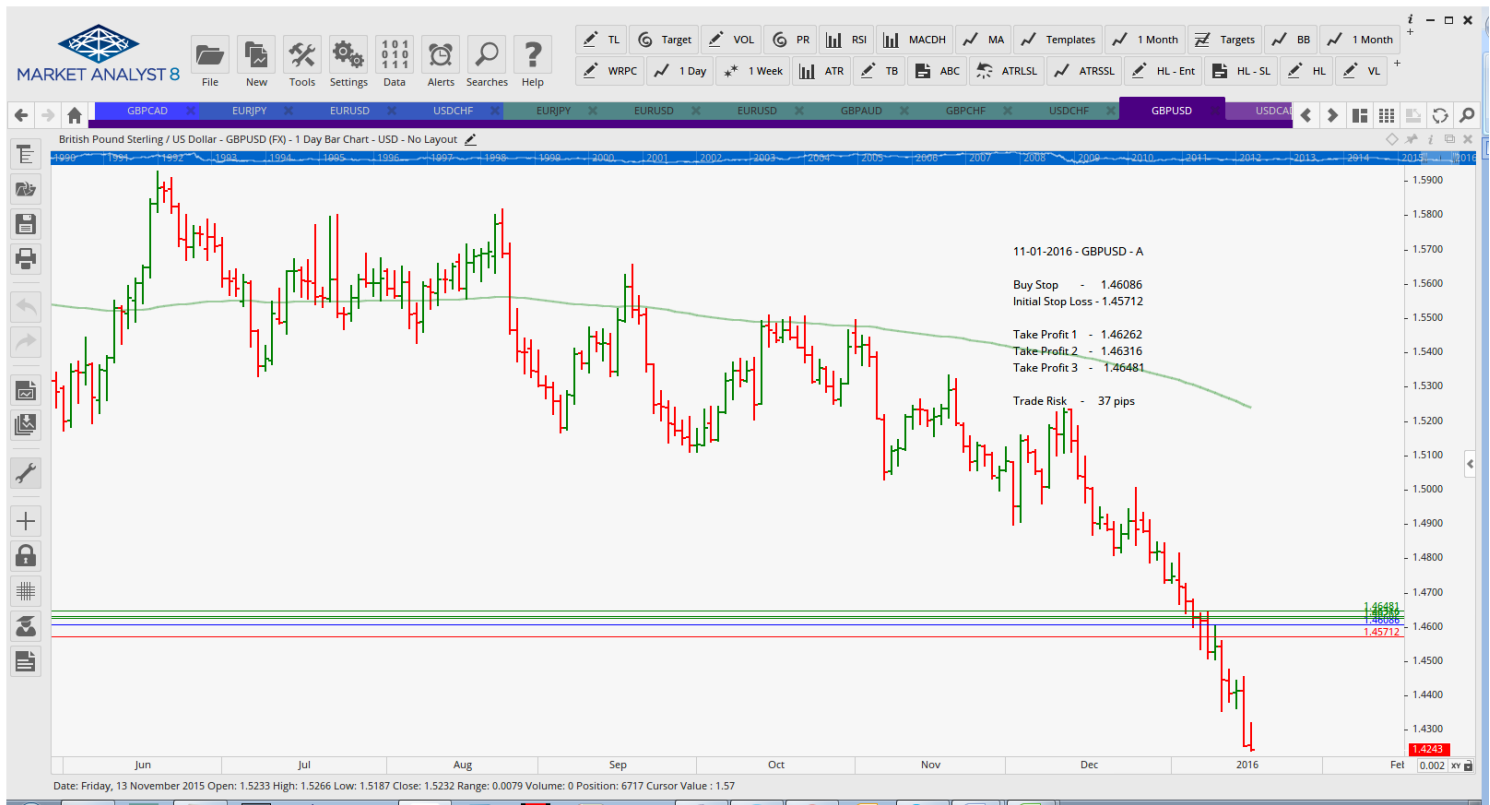 TL Target VOL PR RSI MACDH MA Templates 1 Month Targets BB 1 Month
MARKET ANALYST 8
File New Tools Settings Data Alerts Searches Help
WRPC 1 Day 1 Week ATR TB ABC ATRLSL ATRSSL HL - Ent HL - SL HL VL
GBPCAD EURJPY EURUSD USDCHF EURJPY EURUSD EURUSD GBPAUD GBPCHF USDCHF GBPUSD USDCAD
British Pound Sterling / US Dollar - GBPUSD (FX) - 1 Day Bar Chart - USD - No Layout
1990 1991 1992 1993 1994 1995 1996 1997 1998 1999 2000 2001 2002 2003 2004 2005 2006 2007 2008 2009 2010 2011 2012 2013 2014 2015 2016
1.5900
1.5800
1.5700
1.5600
1.5500
1.5400
1.5300
1.5200
1.5100
1.5000
1.4900
1.4800
1.4700
1.4600
1.4500
1.4400
1.4300
1.4243
11-01-2016 - GBPUSD - A
Buy Stop - 1.46086
Initial Stop Loss - 1.45712
Take Profit 1 - 1.46262
Take Profit 2 - 1.46316
Take Profit 3 - 1.46481
Trade Risk - 37 pips
1.46481
1.46086
1.45712
Jun Jul Aug Sep Oct Nov Dec 2016 Feb 0.002 XY
Date: Friday, 13 November 2015 Open: 1.5233 High: 1.5266 Low: 1.5187 Close: 1.5232 Range: 0.0079 Volume: 0 Position: 6717 Cursor Value : 1.57